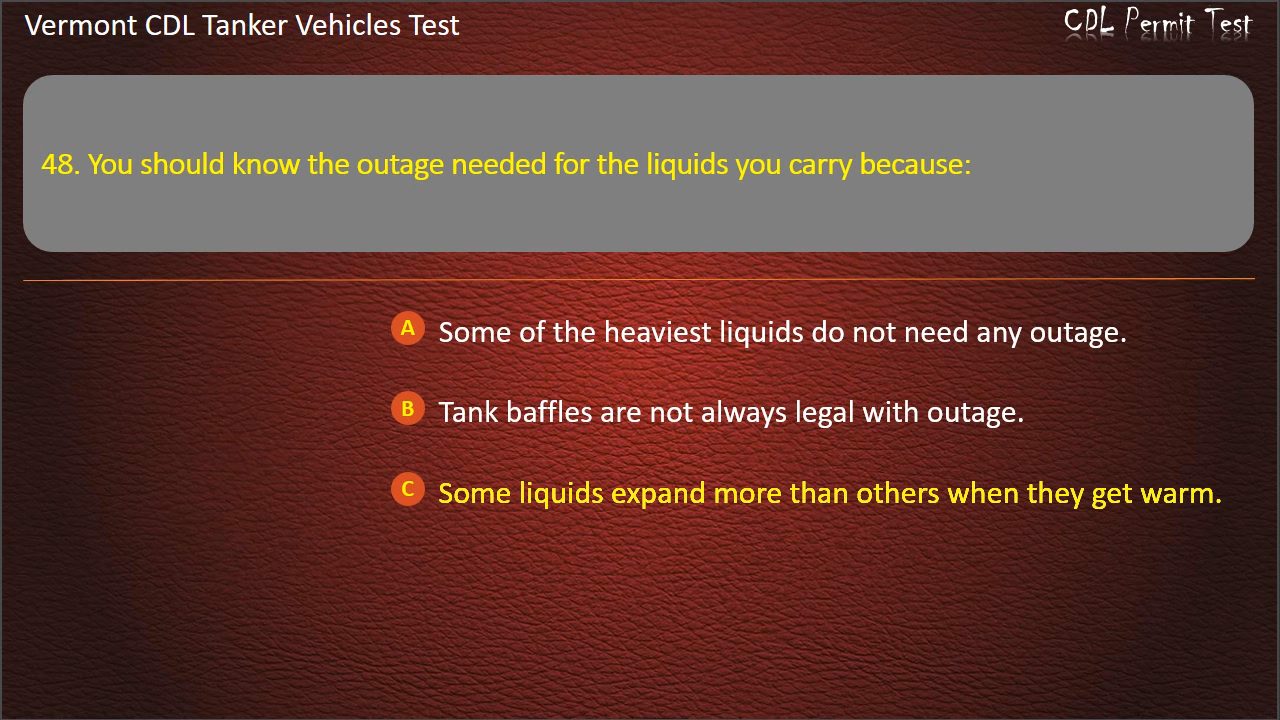 Vermont CDL Tanker Vehicles Test
CDL Permit Test
48. You should know the outage needed for the liquids you carry because:
A Some of the heaviest liquids do not need any outage.
B Tank baffles are not always legal with outage.
C Some liquids expand more than others when they get warm.